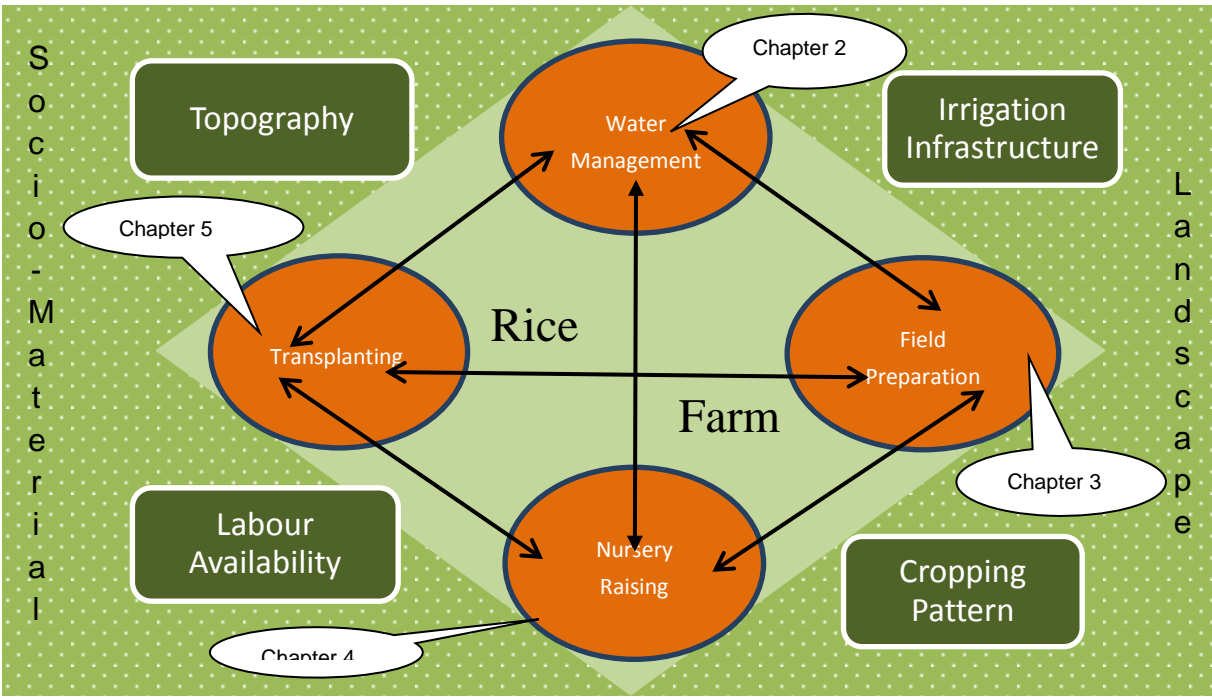 Socio-Material
Topography
Chapter 2
Water
Management
Irrigation
Infrastructure
Landscape
Chapter 5
Transplanting
Rice
Farm
Field
Preparation
Chapter 3
Labour
Availability
Nursery
Raising
Cropping
Pattern
Chapter 4